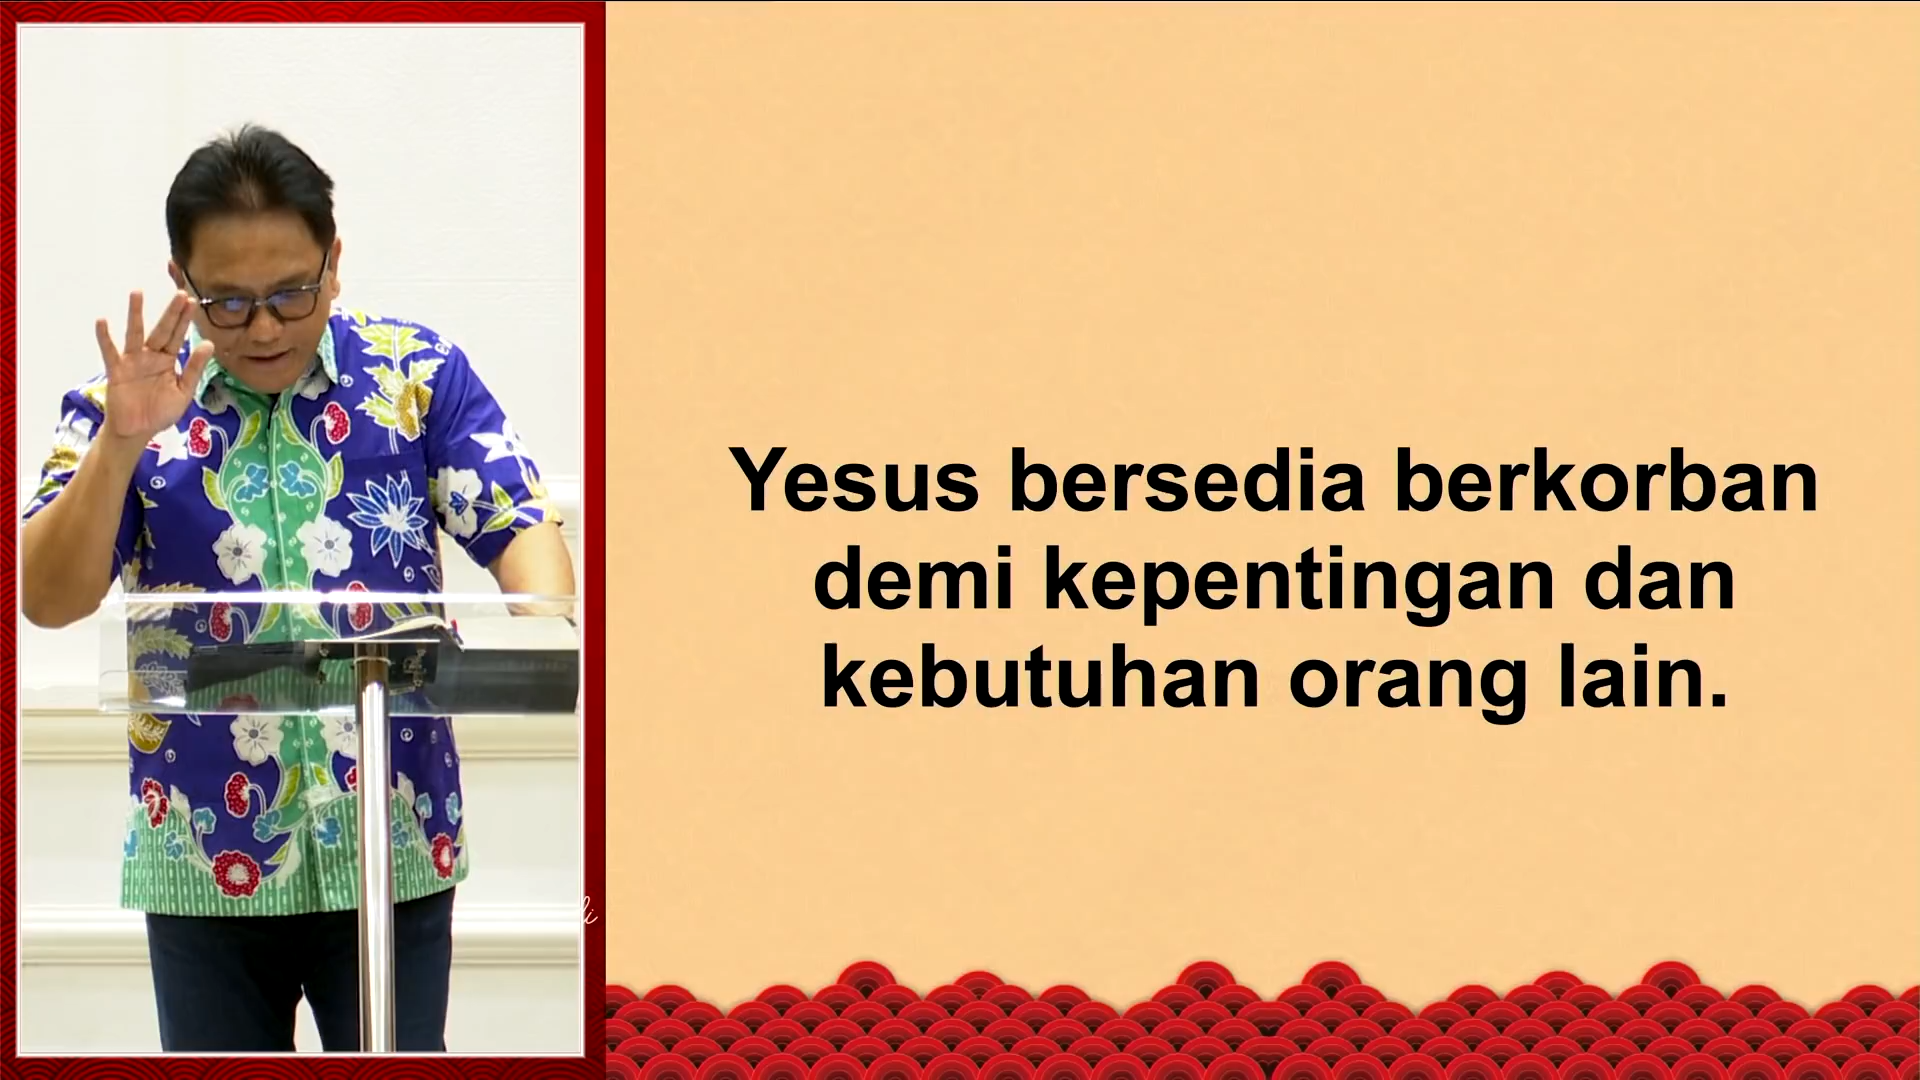 Yesus bersedia berkorban
demi kepentingan dan
kebutuhan orang lain.